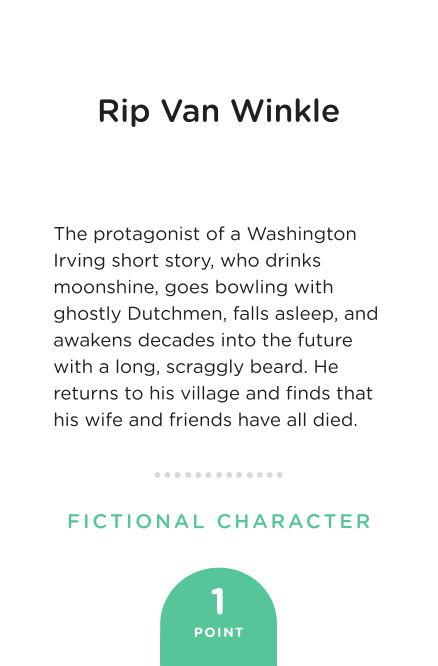 Rip Van Winkle
The protagonist of a Washington
Irving short story, who drinks
moonshine, goes bowling with
ghostly Dutchmen, falls asleep, and
awakens decades into the future
with a long, scraggly beard. He
returns to his village and finds that
his wife and friends have all died.
FICTIONAL CHARACTER
1
POINT